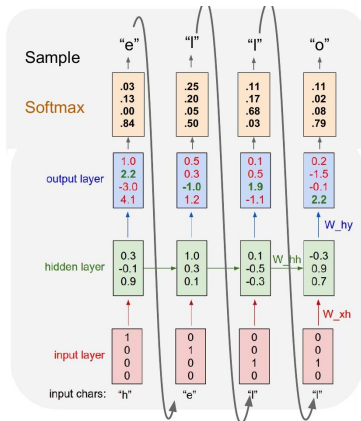 "e" "l" "l" "o"
Sample
Softmax
.03 .25 .11 .11
.13 .20 .17 .02
.00 .05 .68 .08
.84 .50 .03 .79
output layer
1.0 0.5 0.1 0.2
2.2 0.3 0.5 -1.5
-3.0 -1.0 1.9 -0.1
4.1 1.2 -1.1 2.2
W_hy
hidden layer
0.3 1.0 0.1 -0.3
-0.1 0.3 -0.5 0.9
0.9 0.1 -0.3 0.7
W_hh
W_xh
input layer
1 0 0 0
0 1 0 0
0 0 1 1
0 0 0 0
input chars: "h" "e" "l" "l"